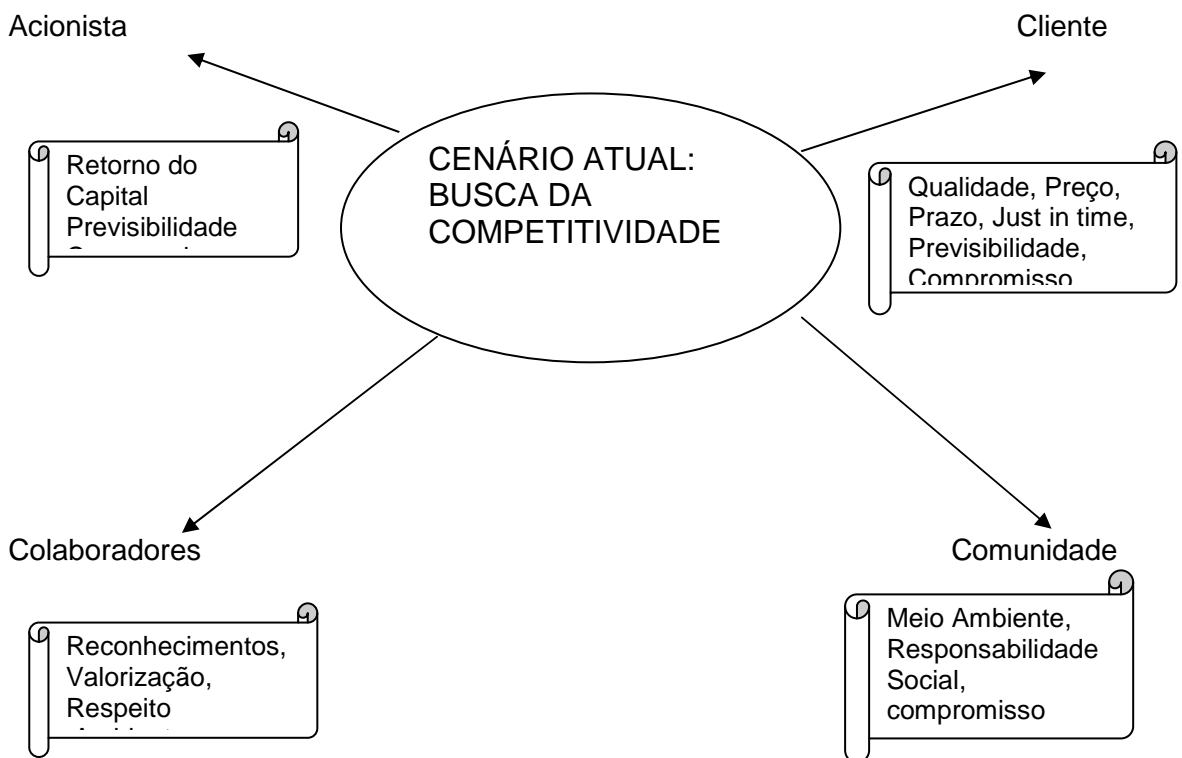 Acionista
Cliente
CENÁRIO ATUAL:
BUSCA DA
COMPETITIVIDADE
Retorno do
Capital
Previsibilidade
Qualidade, Preço,
Prazo, Just in time,
Previsibilidade,
Compromisso
Colaboradores
Comunidade
Reconhecimentos,
Valorização,
Respeito
Meio Ambiente,
Responsabilidade
Social,
compromisso